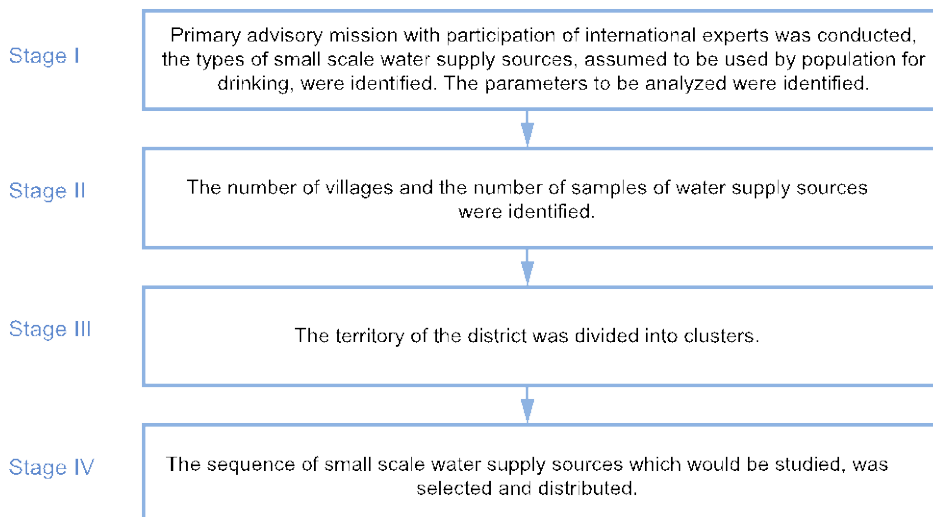 Stage I
Primary advisory mission with participation of international experts was conducted,
the types of small scale water supply sources, assumed to be used by population for
drinking, were identified. The parameters to be analyzed were identified.
Stage II
The number of villages and the number of samples of water supply sources
were identified.
Stage III
The territory of the district was divided into clusters.
Stage IV
The sequence of small scale water supply sources which would be studied, was
selected and distributed.